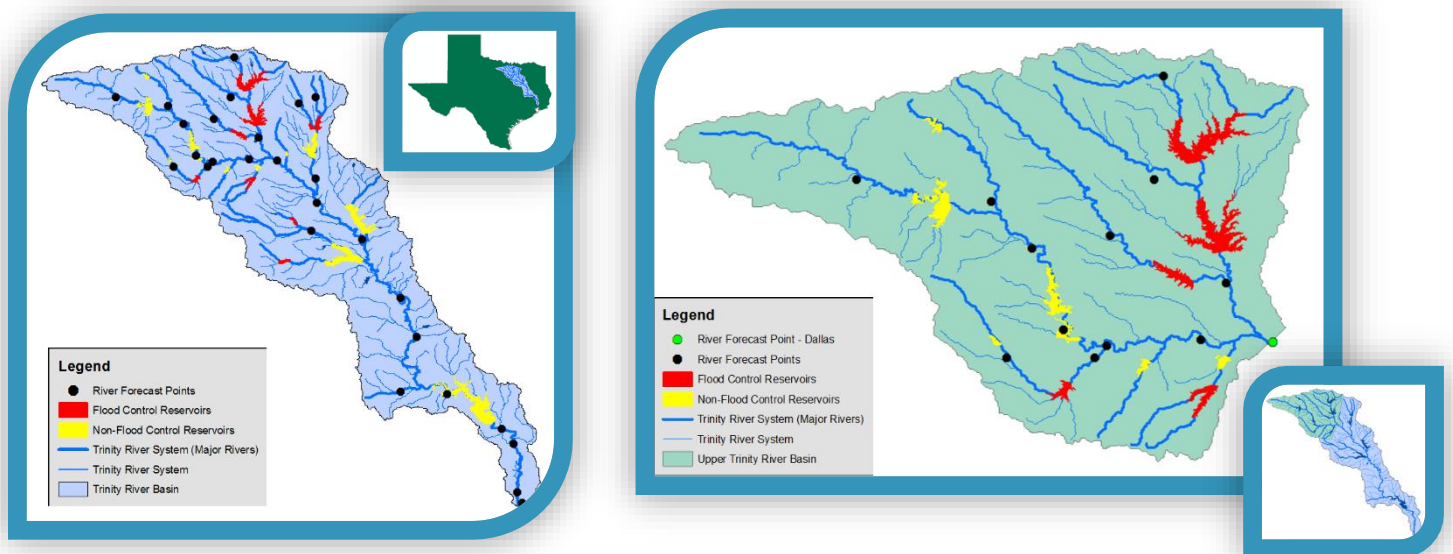 Legend
River Forecast Points
Flood Control Reservoirs
Non-Flood Control Reservoirs
Trinity River System (Major Rivers)
Trinity River System
Trinity River Basin
Legend
River Forecast Point - Dallas
River Forecast Points
Flood Control Reservoirs
Non-Flood Control Reservoirs
Trinity River System (Major Rivers)
Trinity River System
Upper Trinity River Basin